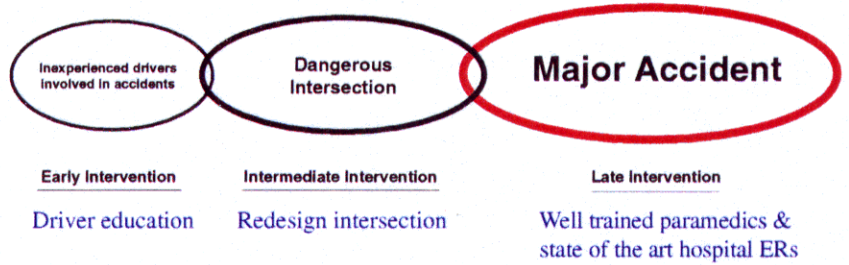 Inexperienced drivers
involved in accidents
Dangerous
Intersection
Major Accident
Early Intervention
Intermediate Intervention
Late Intervention
Driver education
Redesign intersection
Well trained paramedics &
state of the art hospital ERs